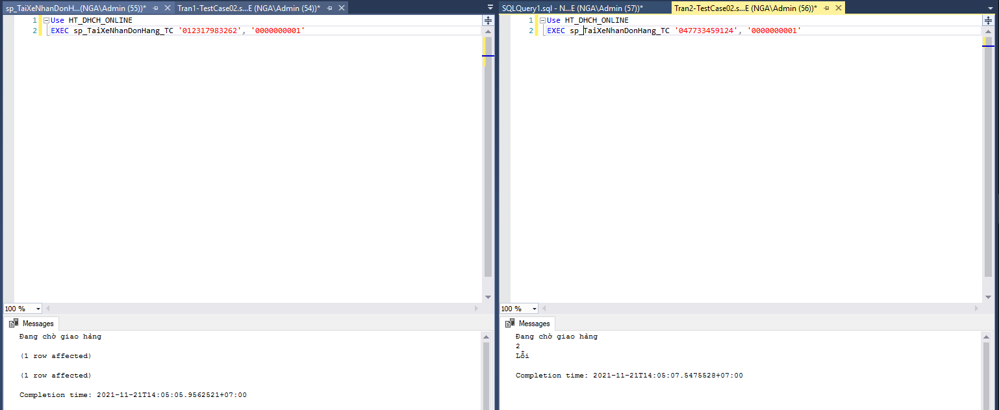 sp_TaiXeNhanDonH...(NGA\Admin (55))*
Tran1-TestCase02.s...E (NGA\Admin (54))*
1 Use HT_DHCH_ONLINE
2 EXEC sp_TaiXeNhanDonHang_TC '012317983262', '0000000001'
100 %
Messages
Đang chờ giao hàng
(1 row affected)
(1 row affected)
Completion time: 2021-11-21T14:05:05.9562521+07:00
SQLQuery1.sql - N...E (NGA\Admin (57))*
Tran2-TestCase02.s...E (NGA\Admin (56))*
1 Use HT_DHCH_ONLINE
2 EXEC sp_TaiXeNhanDonHang_TC '047733459124', '0000000001'
100 %
Messages
Đang chờ giao hàng
2
Lỗi
Completion time: 2021-11-21T14:05:07.5475528+07:00